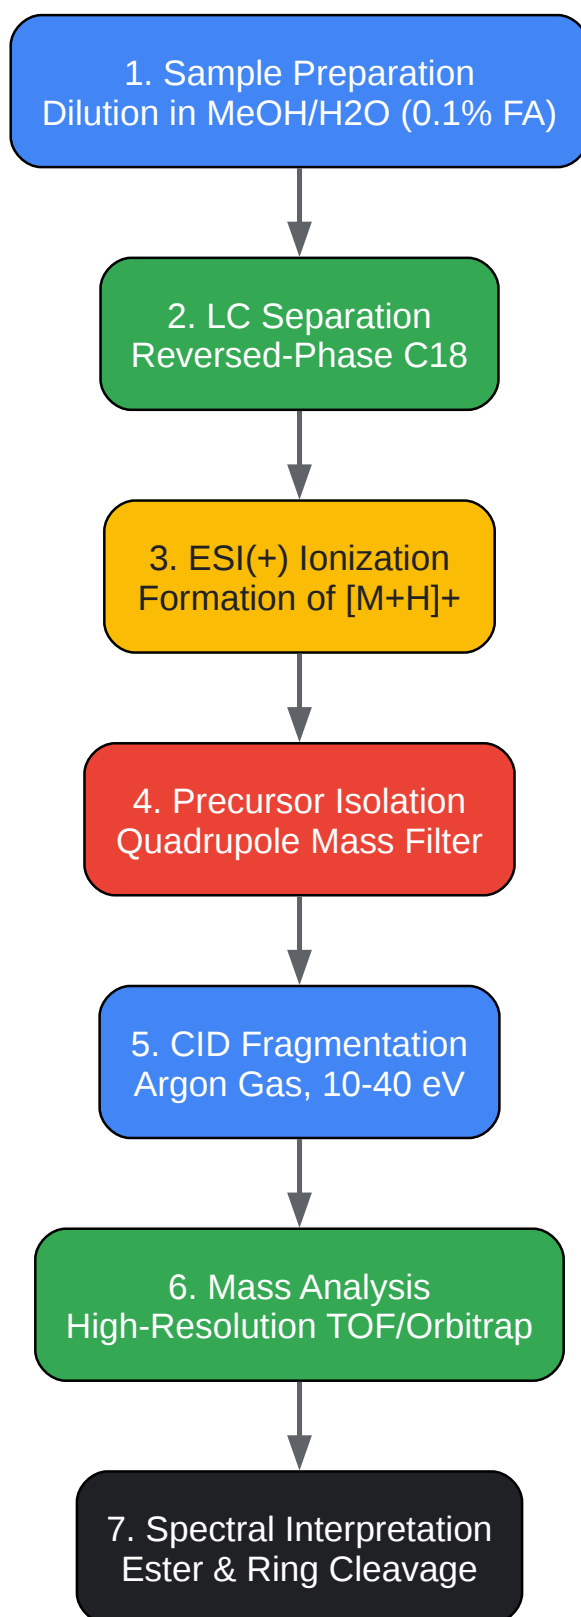 1. Sample Preparation
Dilution in MeOH/H2O (0.1% FA)
2. LC Separation
Reversed-Phase C18
3. ESI(+) Ionization
Formation of [M+H]+
4. Precursor Isolation
Quadrupole Mass Filter
5. CID Fragmentation
Argon Gas, 10-40 eV
6. Mass Analysis
High-Resolution TOF/Orbitrap
7. Spectral Interpretation
Ester & Ring Cleavage